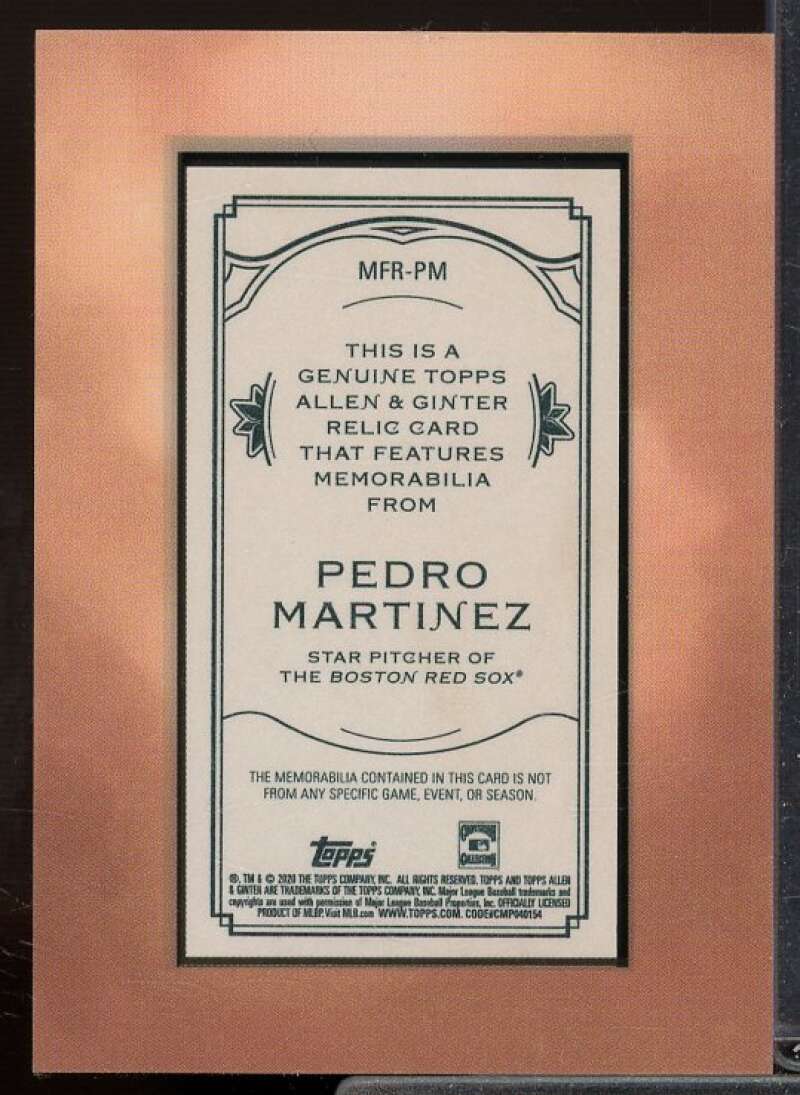 MFR-PM
THIS IS A
GENUINE TOPPS
ALLEN & GINTER
RELIC CARD
THAT FEATURES
MEMORABILIA
FROM
PEDRO
MARTINEZ
STAR PITCHER OF
THE BOSTON RED SOX®
THE MEMORABILIA CONTAINED IN THIS CARD IS NOT
FROM ANY SPECIFIC GAME, EVENT, OR SEASON.
Topps
COOPERSTOWN
COLLECTION
®, TM & © 2020 THE TOPPS COMPANY, INC. ALL RIGHTS RESERVED. TOPPS AND TOPPS ALLEN
& GINTER ARE TRADEMARKS OF THE TOPPS COMPANY, INC. Major League Baseball trademarks and
copyrights are used with permission of Major League Baseball Properties, Inc. OFFICIALLY LICENSED
PRODUCT OF MLBP. Visit MLB.com WWW.TOPPS.COM. CODE#CMP040154